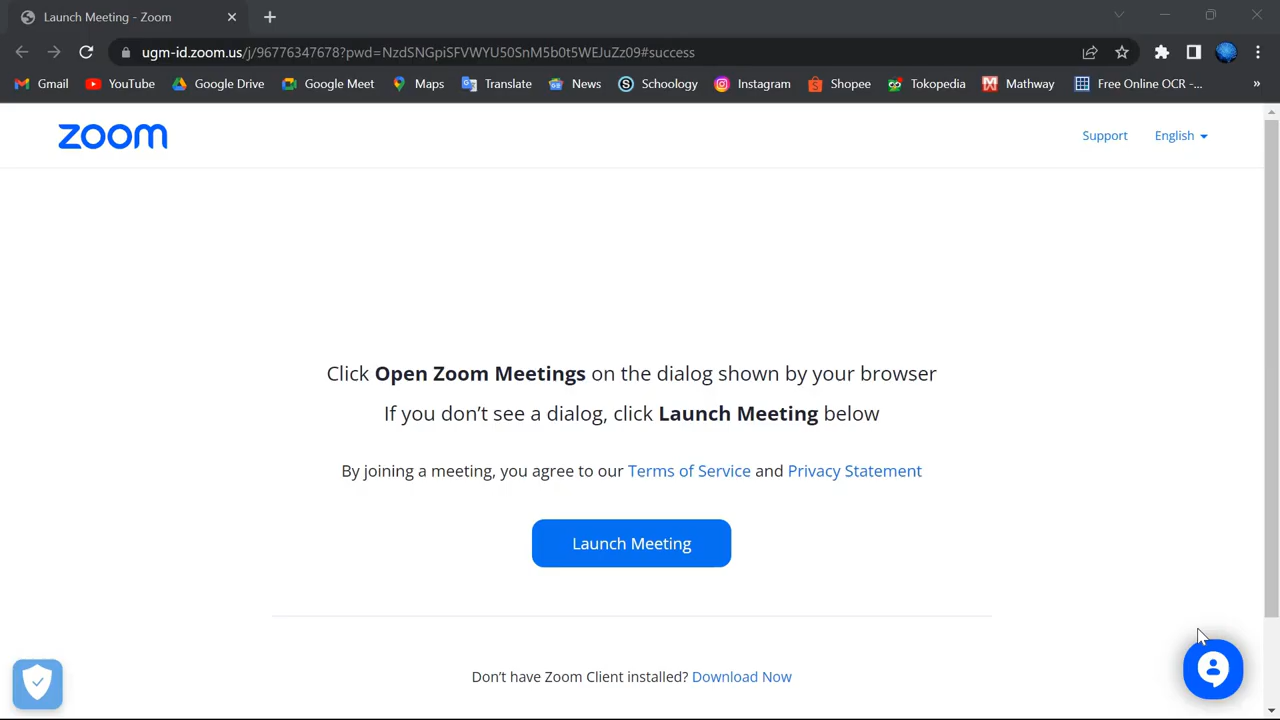 Launch Meeting - Zoom
ugm-id.zoom.us/j/96776347678?pwd=NzdSNGpiSFVWYU50SnM5b0t5WEJuZz09#success
Gmail YouTube Google Drive Google Meet Maps Translate News Schoology Instagram Shopee Tokopedia Mathway Free Online OCR -... »
zoom Support English
Click Open Zoom Meetings on the dialog shown by your browser
If you don’t see a dialog, click Launch Meeting below
By joining a meeting, you agree to our Terms of Service and Privacy Statement
Launch Meeting
Don’t have Zoom Client installed? Download Now